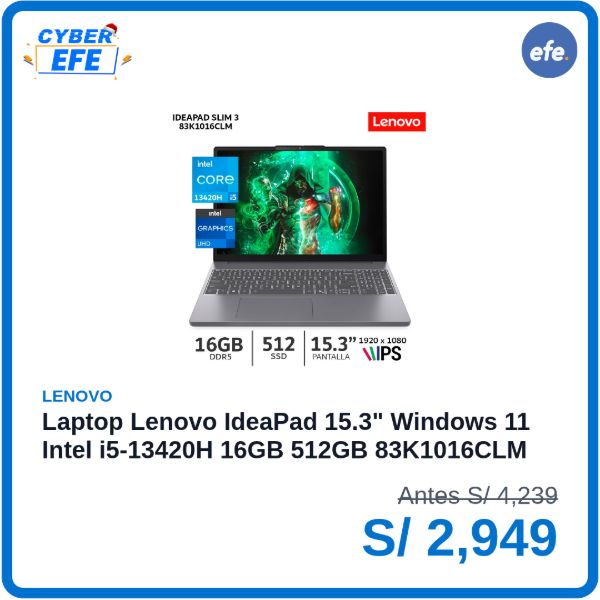 CYBER
EFE
efe.
IDEAPAD SLIM 3
83K1016CLM
Lenovo
intel
CORE
13420H i5
intel
GRAPHICS
UHD
16GB
DDR5
512
SSD
15.3”
PANTALLA
1920 x 1080
IPS
LENOVO
Laptop Lenovo IdeaPad 15.3" Windows 11
Intel i5-13420H 16GB 512GB 83K1016CLM
Antes S/ 4,239
S/ 2,949